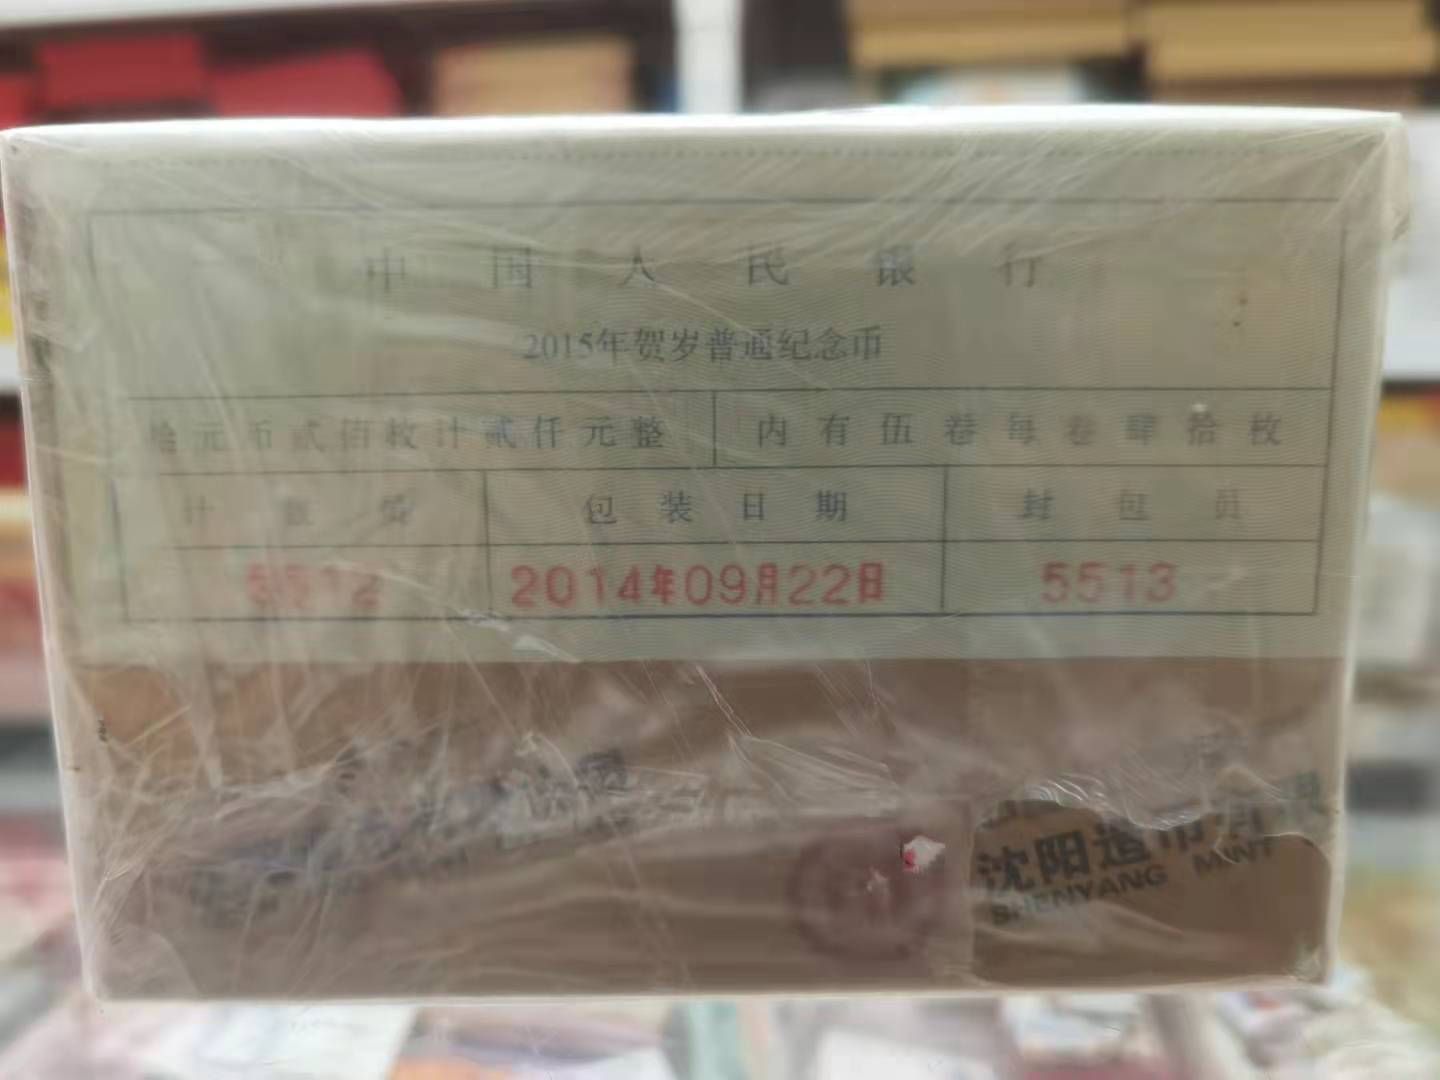 中国人民银行
2015年贺岁普通纪念币
拾元币贰佰枚计贰仟元整 内有伍卷每卷肆拾枚
包装日期 封包员
5512 2014年09月22日 5513
沈阳造币有限
SHENYANG MINT